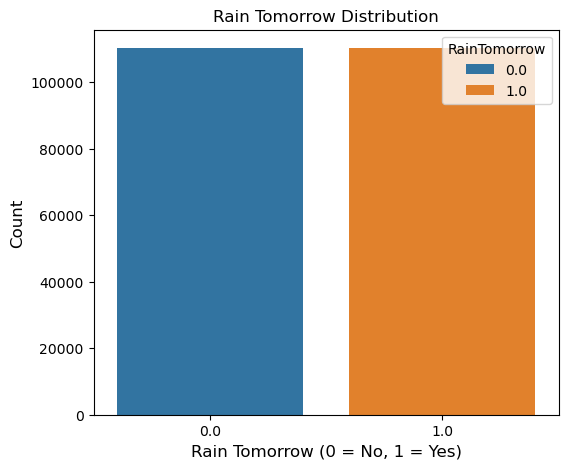 Rain Tomorrow Distribution
RainTomorrow
0.0
1.0
Count
100000
80000
60000
40000
20000
0
0.0 1.0
Rain Tomorrow (0 = No, 1 = Yes)